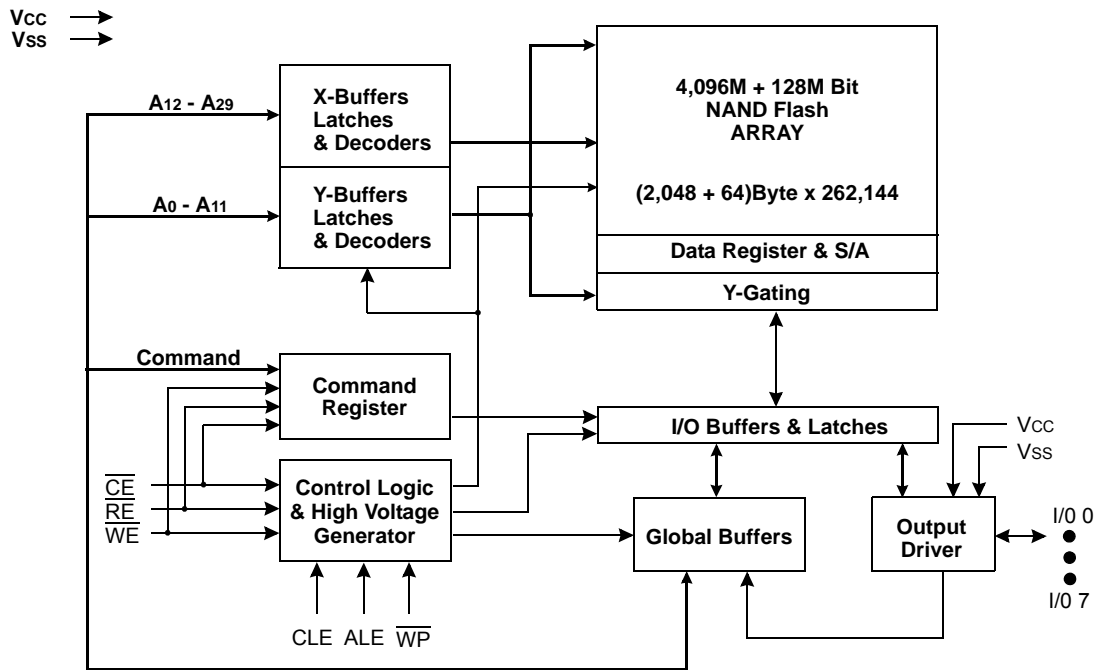 VCC
VSS
A12 - A29
X-Buffers
Latches
& Decoders
A0 - A11
Y-Buffers
Latches
& Decoders
4,096M + 128M Bit
NAND Flash
ARRAY
(2,048 + 64)Byte x 262,144
Data Register & S/A
Y-Gating
Command
Command
Register
I/O Buffers & Latches
VCC
VSS
CE
RE
WE
Control Logic
& High Voltage
Generator
Global Buffers
Output
Driver
I/0 0
I/0 7
CLE ALE WP